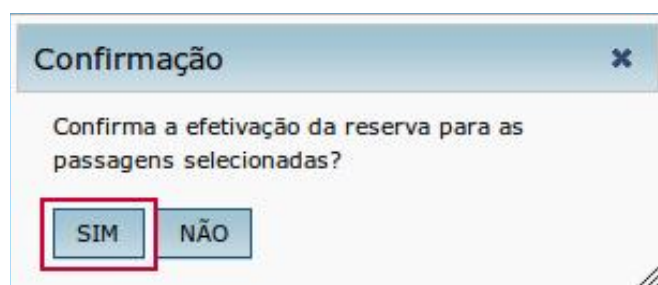 Confirmação
Confirma a efetivação da reserva para as
passagens selecionadas?
SIM NÃO